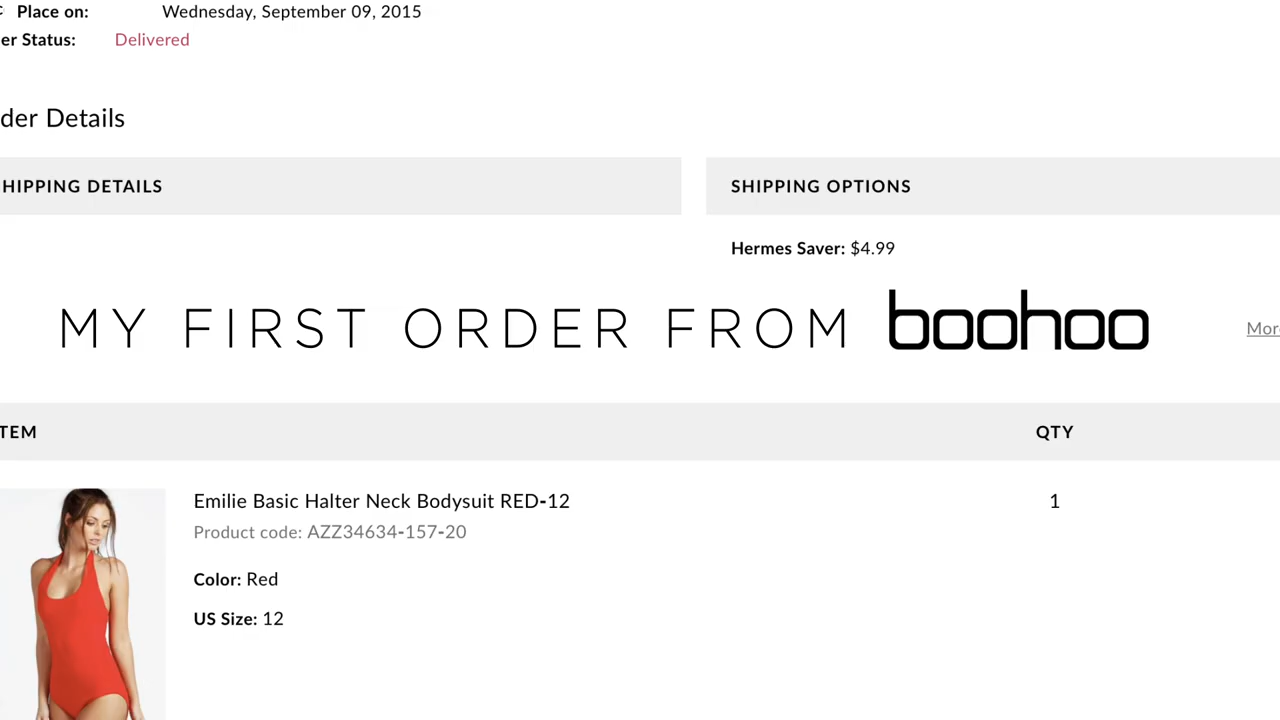 Place on: Wednesday, September 09, 2015
er Status: Delivered
der Details
HIPPING DETAILS
SHIPPING OPTIONS
Hermes Saver: $4.99
MY FIRST ORDER FROM boohoo
Mor
TEM QTY
Emilie Basic Halter Neck Bodysuit RED-12 1
Product code: AZZ34634-157-20
Color: Red
US Size: 12